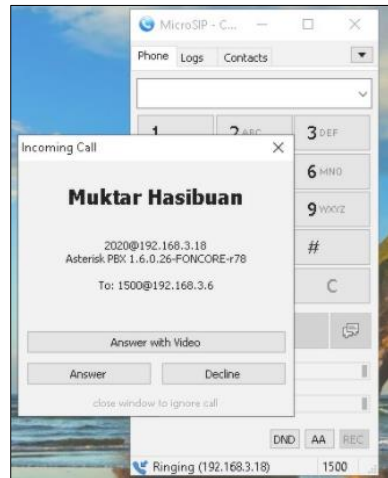 MicroSIP - C...
Phone Logs Contacts
1 2 ABC 3 DEF
Incoming Call
6 MNO
Muktar Hasibuan
9 WXYZ
2020@192.168.3.18
#
Asterisk PBX 1.6.0.26-FONCORE-r78
To: 1500@192.168.3.6
C
Answer with Video
Answer Decline
close window to ignore call
DND AA REC
Ringing (192.168.3.18) 1500